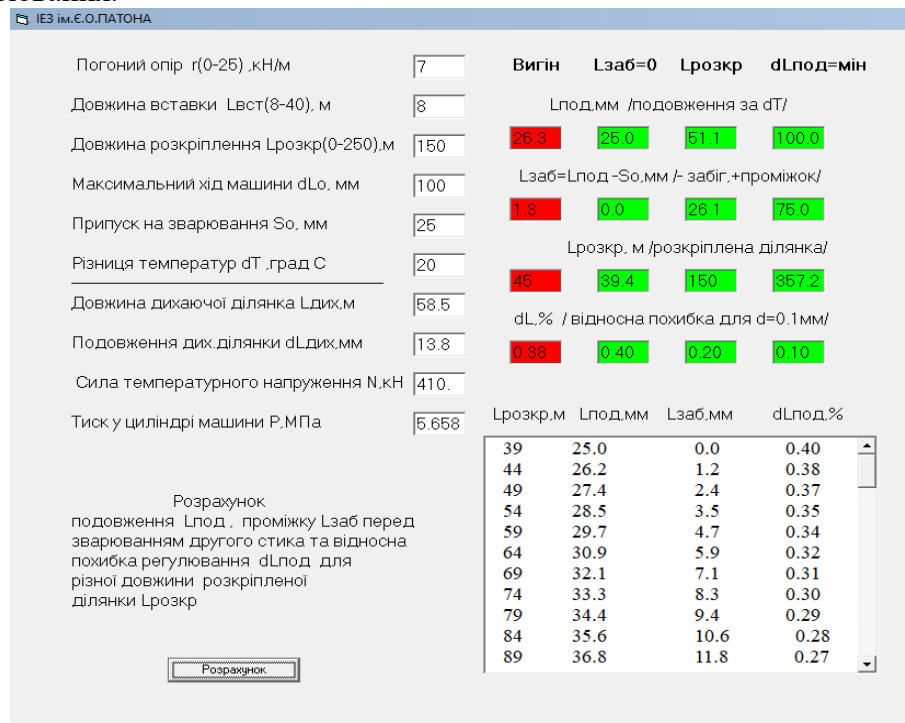 ІЕЗ ім.Є.О.ПАТОНА
Погоний опір r(0-25) ,кН/м 7
Довжина вставки Lвст(8-40), м 8
Довжина розкріплення Lрозкр(0-250),м 150
Максимальний хід машини dLo, мм 100
Припуск на зварювання So, мм 25
Різниця температур dT ,град С 20
Довжина дихаючої ділянка Lдих,м 58.5
Подовження дих.ділянки dLдих,мм 13.8
Сила температурного напруження N,кН 410.
Тиск у циліндрі машини P,МПа 5.658
Розрахунок
подовження Lпод , проміжку Lзаб перед
зварюванням другого стика та відносна
похибка регулювання dLпод для
різної довжини розкріпленої
ділянки Lрозкр
Розрахунок
Вигін Lзаб=0 Lрозкр dLпод=мін
Lпод,мм /подовження за dT/
26.3 25.0 51.1 100.0
Lзаб=Lпод -So,мм /- забіг,+проміжок/
1.3 0.0 26.1 75.0
Lрозкр, м /розкріплена ділянка/
45 39.4 150 357.2
dL,% / відносна похибка для d=0.1мм/
0.38 0.40 0.20 0.10
Lрозкр,м Lпод,мм Lзаб,мм dLпод,%
39 25.0 0.0 0.40
44 26.2 1.2 0.38
49 27.4 2.4 0.37
54 28.5 3.5 0.35
59 29.7 4.7 0.34
64 30.9 5.9 0.32
69 32.1 7.1 0.31
74 33.3 8.3 0.30
79 34.4 9.4 0.29
84 35.6 10.6 0.28
89 36.8 11.8 0.27